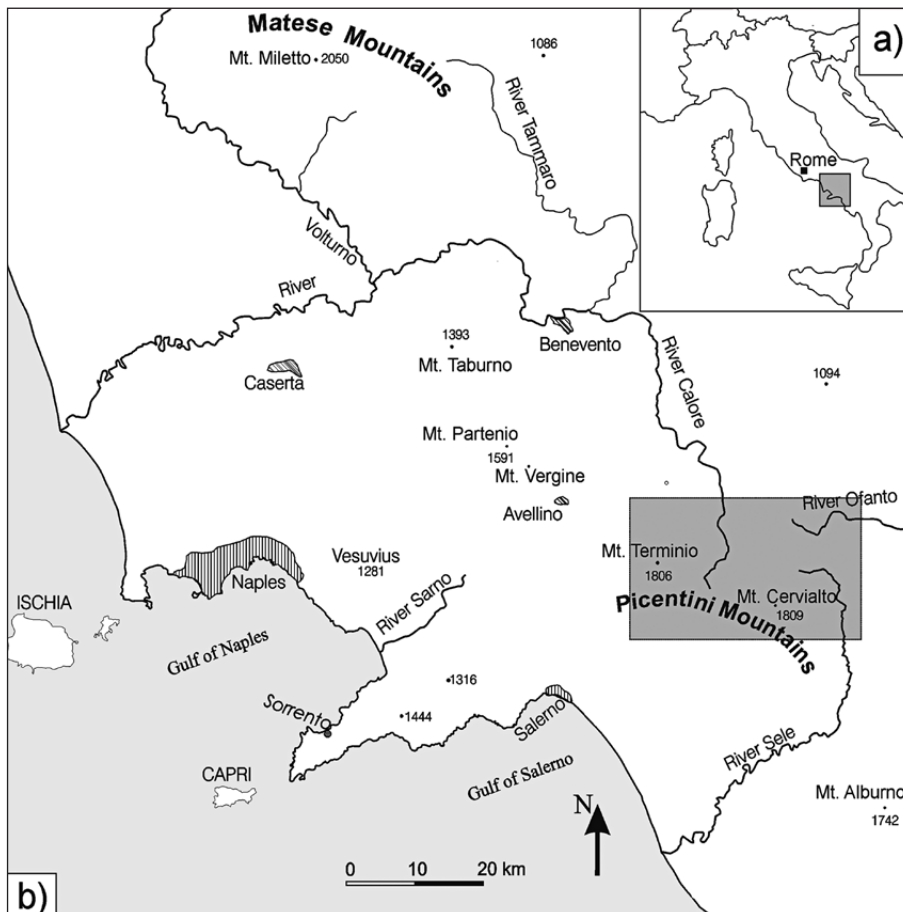 Matese Mountains
Mt. Miletto
2050
1086
a)
River Tammaro
Rome
Volturno
River
1393
Mt. Taburno
Benevento
Caserta
River Calore
1094
Mt. Partenio
1591
Mt. Vergine
Avellino
River Ofanto
Mt. Terminio
1806
Vesuvius
1281
Naples
River Sarno
Mt. Cervialto
1809
Picentini Mountains
ISCHIA
Gulf of Naples
1316
1444
Sorrento
Salerno
CAPRI
Gulf of Salerno
River Sele
Mt. Alburno
1742
N
0 10 20 km
b)